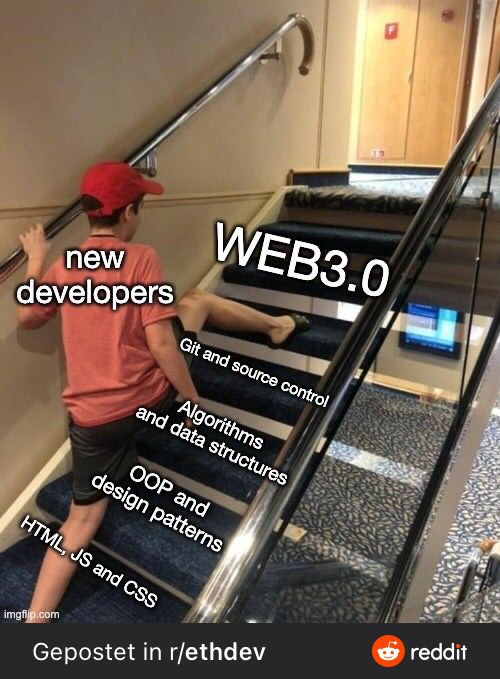 new
developers
WEB3.0
Git and source control
Algorithms
and data structures
OOP and
design patterns
HTML, JS and CSS
imgflip.com
Gepostet in r/ethdev
reddit